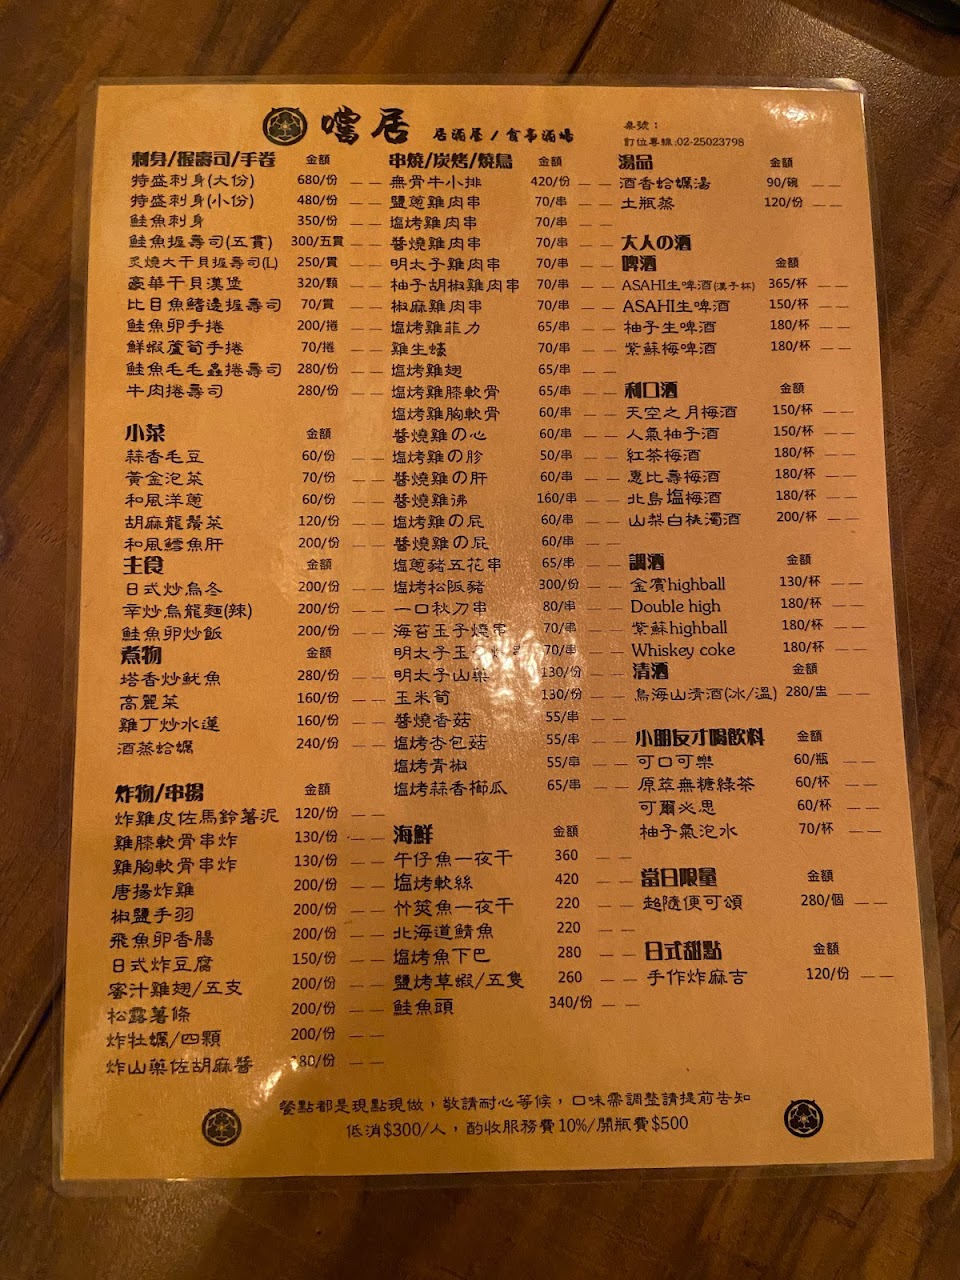 嚐居 居酒屋/食事酒場
桌號：
訂位專線:02-25023798
刺身/握壽司/手卷 金額
特盛刺身(大份) 680/份
特盛刺身(小份) 480/份
鮭魚刺身 350/份
鮭魚握壽司(五貫) 300/五貫
炙燒大干貝握壽司(L) 250/貫
豪華干貝漢堡 320/顆
比目魚鰭邊握壽司 70/貫
鮭魚卵手捲 200/捲
鮮蝦蘆筍手捲 70/捲
鮭魚毛毛蟲捲壽司 280/份
牛肉捲壽司 280/份
小菜 金額
蒜香毛豆 60/份
黃金泡菜 70/份
和風洋蔥 60/份
胡麻龍鬚菜 120/份
和風鱈魚肝 200/份
主食 金額
日式炒烏冬 200/份
辛炒烏龍麵(辣) 200/份
鮭魚卵炒飯 200/份
煮物 金額
塔香炒魷魚 280/份
高麗菜 160/份
雞丁炒水蓮 160/份
酒蒸蛤蠣 240/份
炸物/串揚 金額
炸雞皮佐馬鈴薯泥 120/份
雞膝軟骨串炸 130/份
雞胸軟骨串炸 130/份
唐揚炸雞 200/份
椒鹽手羽 200/份
飛魚卵香腸 200/份
日式炸豆腐 150/份
蜜汁雞翅/五支 200/份
松露薯條 200/份
炸牡蠣/四顆 200/份
炸山藥佐胡麻醬 80/份
串燒/炭烤/燒鳥 金額
無骨牛小排 420/份
鹽蔥雞肉串 70/串
塩烤雞肉串 70/串
醬燒雞肉串 70/串
明太子雞肉串 70/串
柚子胡椒雞肉串 70/串
椒麻雞肉串 70/串
塩烤雞菲力 65/串
雞生蠔 70/串
塩烤雞翅 65/串
塩烤雞膝軟骨 65/串
塩烤雞胸軟骨 60/串
醬燒雞の心 60/串
塩烤雞の胗 50/串
醬燒雞の肝 60/串
醬燒雞沸 160/串
塩烤雞の屁 60/串
醬燒雞の屁 60/串
塩蔥豬五花串 65/串
塩烤松阪豬 300/份
一口秋刀串 80/串
海苔玉子燒串 70/串
明太子玉子 70/串
明太子山藥 130/份
玉米筍 130/份
醬燒香菇 55/串
塩烤杏包菇 55/串
塩烤青椒 55/串
塩烤蒜香櫛瓜 65/串
海鮮 金額
午仔魚一夜干 360
塩烤軟絲 420
竹筴魚一夜干 220
北海道鯖魚 220
塩烤魚下巴 280
鹽烤草蝦/五隻 260
鮭魚頭 340/份
湯品 金額
酒香蛤蠣湯 90/碗
土瓶蒸 120/份
大人の酒
啤酒 金額
ASAHI生啤酒(漢子杯) 365/杯
ASAHI生啤酒 150/杯
柚子生啤酒 180/杯
紫蘇梅啤酒 180/杯
利口酒 金額
天空之月梅酒 150/杯
人氣柚子酒 150/杯
紅茶梅酒 180/杯
惠比壽梅酒 180/杯
北島塩梅酒 180/杯
山梨白桃濁酒 200/杯
調酒 金額
金賓highball 130/杯
Double high 180/杯
紫蘇highball 180/杯
Whiskey coke 180/杯
清酒 金額
鳥海山清酒(冰/溫) 280/盅
小朋友才喝飲料 金額
可口可樂 60/瓶
原萃無糖綠茶 60/杯
可爾必思 60/杯
柚子氣泡水 70/杯
當日限量 金額
超隨便可頌 280/個
日式甜點 金額
手作炸麻吉 120/份
餐點都是現點現做，敬請耐心等候，口味需調整請提前告知
低消$300/人，酌收服務費10%/開瓶費$500